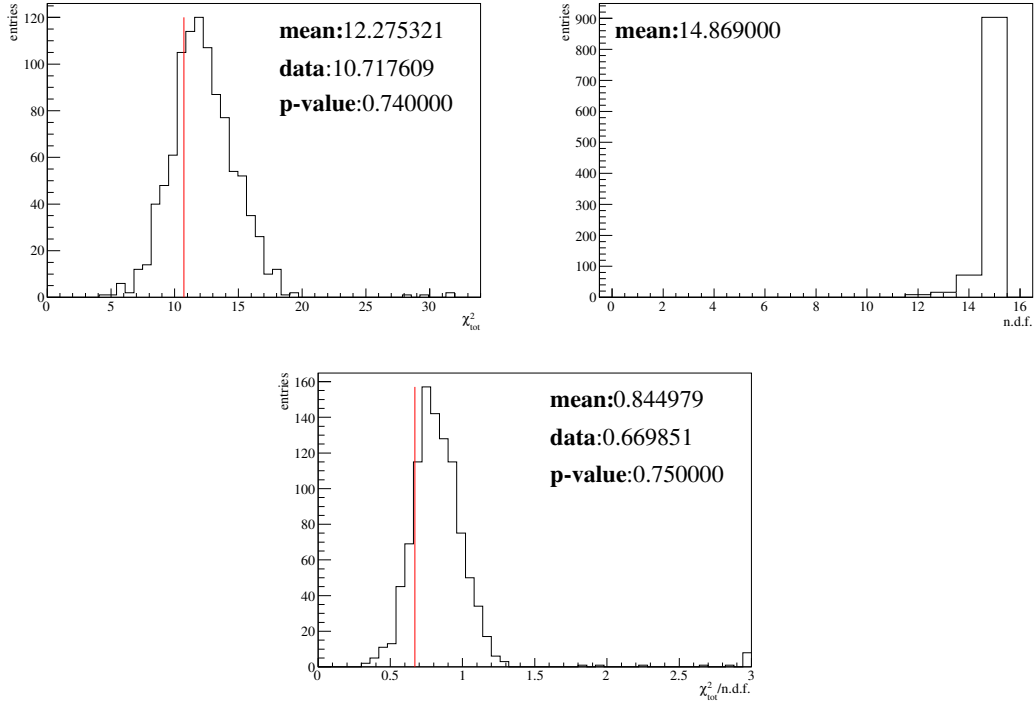 entries
120
100
80
60
40
20
0
mean:12.275321
data:10.717609
p-value:0.740000
0 5 10 15 20 25 30
χ²tot
entries
900
800
700
600
500
400
300
200
100
0
mean:14.869000
0 2 4 6 8 10 12 14 16
n.d.f.
entries
160
140
120
100
80
60
40
20
0
mean:0.844979
data:0.669851
p-value:0.750000
0 0.5 1 1.5 2 2.5 3
χ²tot/n.d.f.